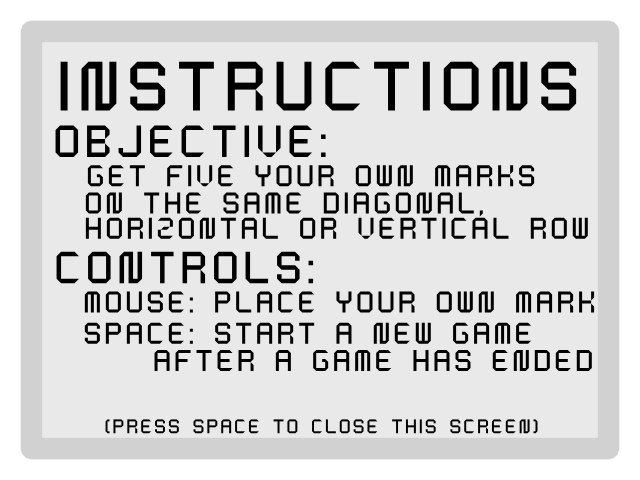 INSTRUCTIONS
OBJECTIVE:
GET FIVE YOUR OWN MARKS
ON THE SAME DIAGONAL,
HORIZONTAL OR VERTICAL ROW
CONTROLS:
MOUSE: PLACE YOUR OWN MARK
SPACE: START A NEW GAME
AFTER A GAME HAS ENDED
(PRESS SPACE TO CLOSE THIS SCREEN)